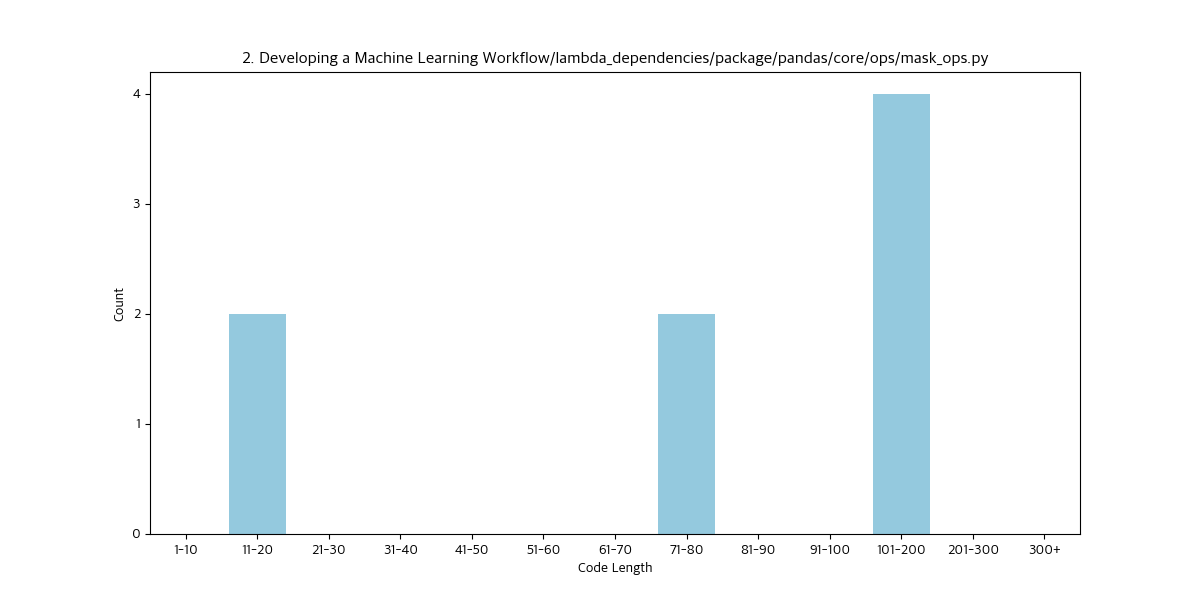 2. Developing a Machine Learning Workflow/lambda_dependencies/package/pandas/core/ops/mask_ops.py
4
3
2
1
0
Count
1-10 11-20 21-30 31-40 41-50 51-60 61-70 71-80 81-90 91-100 101-200 201-300 300+
Code Length